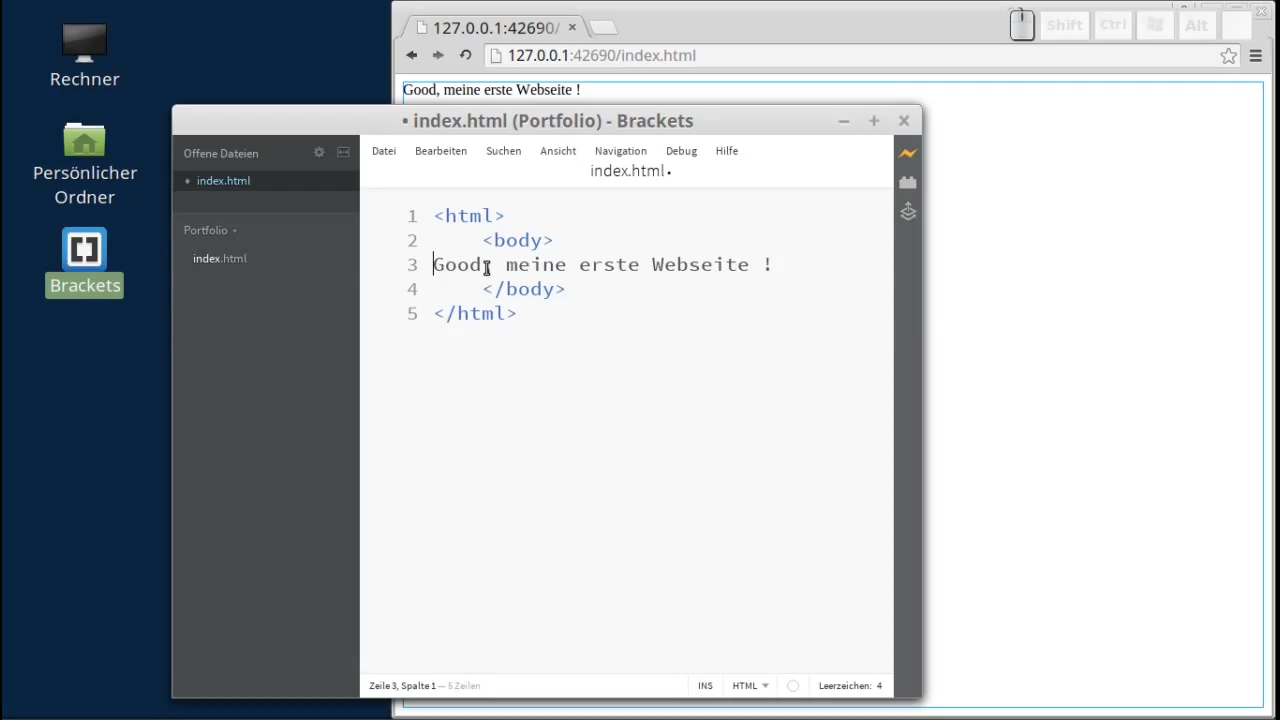 Rechner
Persönlicher
Ordner
Brackets
127.0.0.1:42690/ ×
Shift Ctrl Alt
127.0.0.1:42690/index.html
Good, meine erste Webseite !
• index.html (Portfolio) - Brackets
Offene Dateien
• index.html
Portfolio
index.html
Datei Bearbeiten Suchen Ansicht Navigation Debug Hilfe
index.html •
1 <html>
2 <body>
3 Good, meine erste Webseite !
4 </body>
5 </html>
Zeile 3, Spalte 1 — 5 Zeilen
INS HTML Leerzeichen: 4